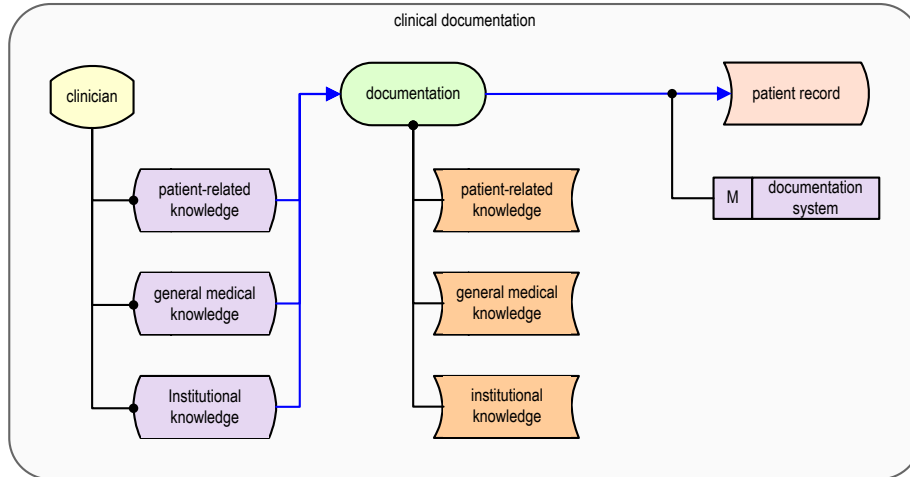 clinical documentation
clinician
documentation
patient record
patient-related
knowledge
patient-related
knowledge
M
documentation
system
general medical
knowledge
general medical
knowledge
Institutional
knowledge
institutional
knowledge